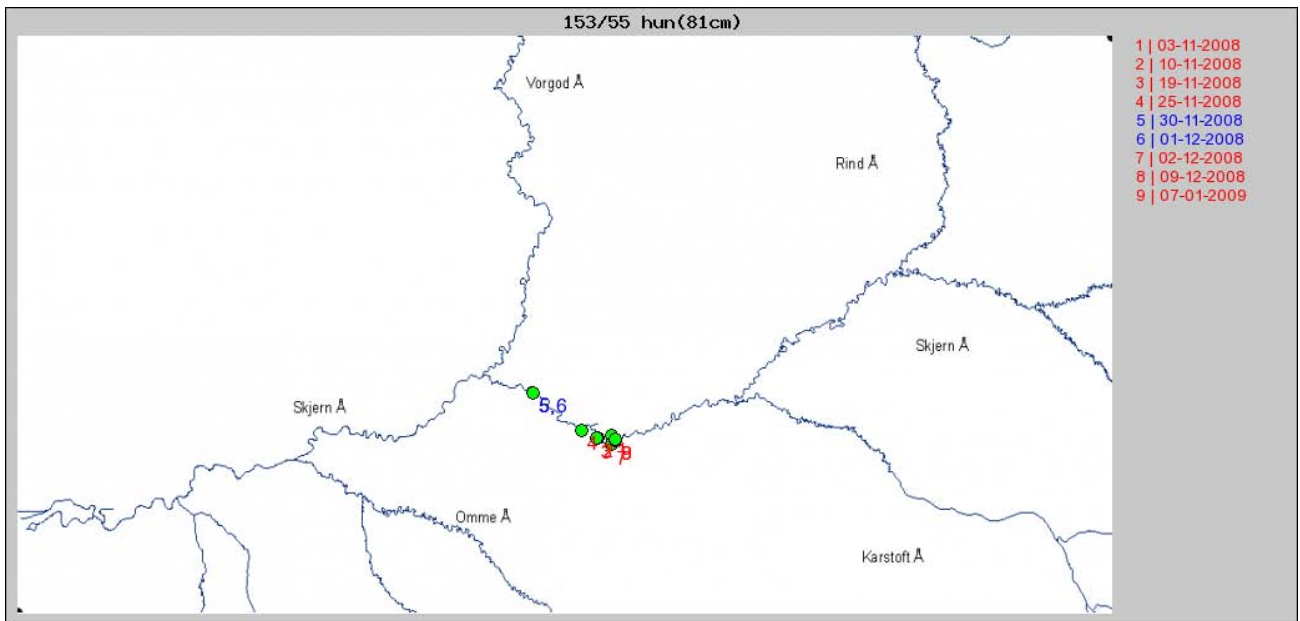 153/55 hun(81cm)
1 | 03-11-2008
2 | 10-11-2008
3 | 19-11-2008
4 | 25-11-2008
5 | 30-11-2008
6 | 01-12-2008
7 | 02-12-2008
8 | 09-12-2008
9 | 07-01-2009
Vorgod Å
Rind Å
Skjern Å
Skjern Å
5,6
4
7
Omme Å
Karstoft Å